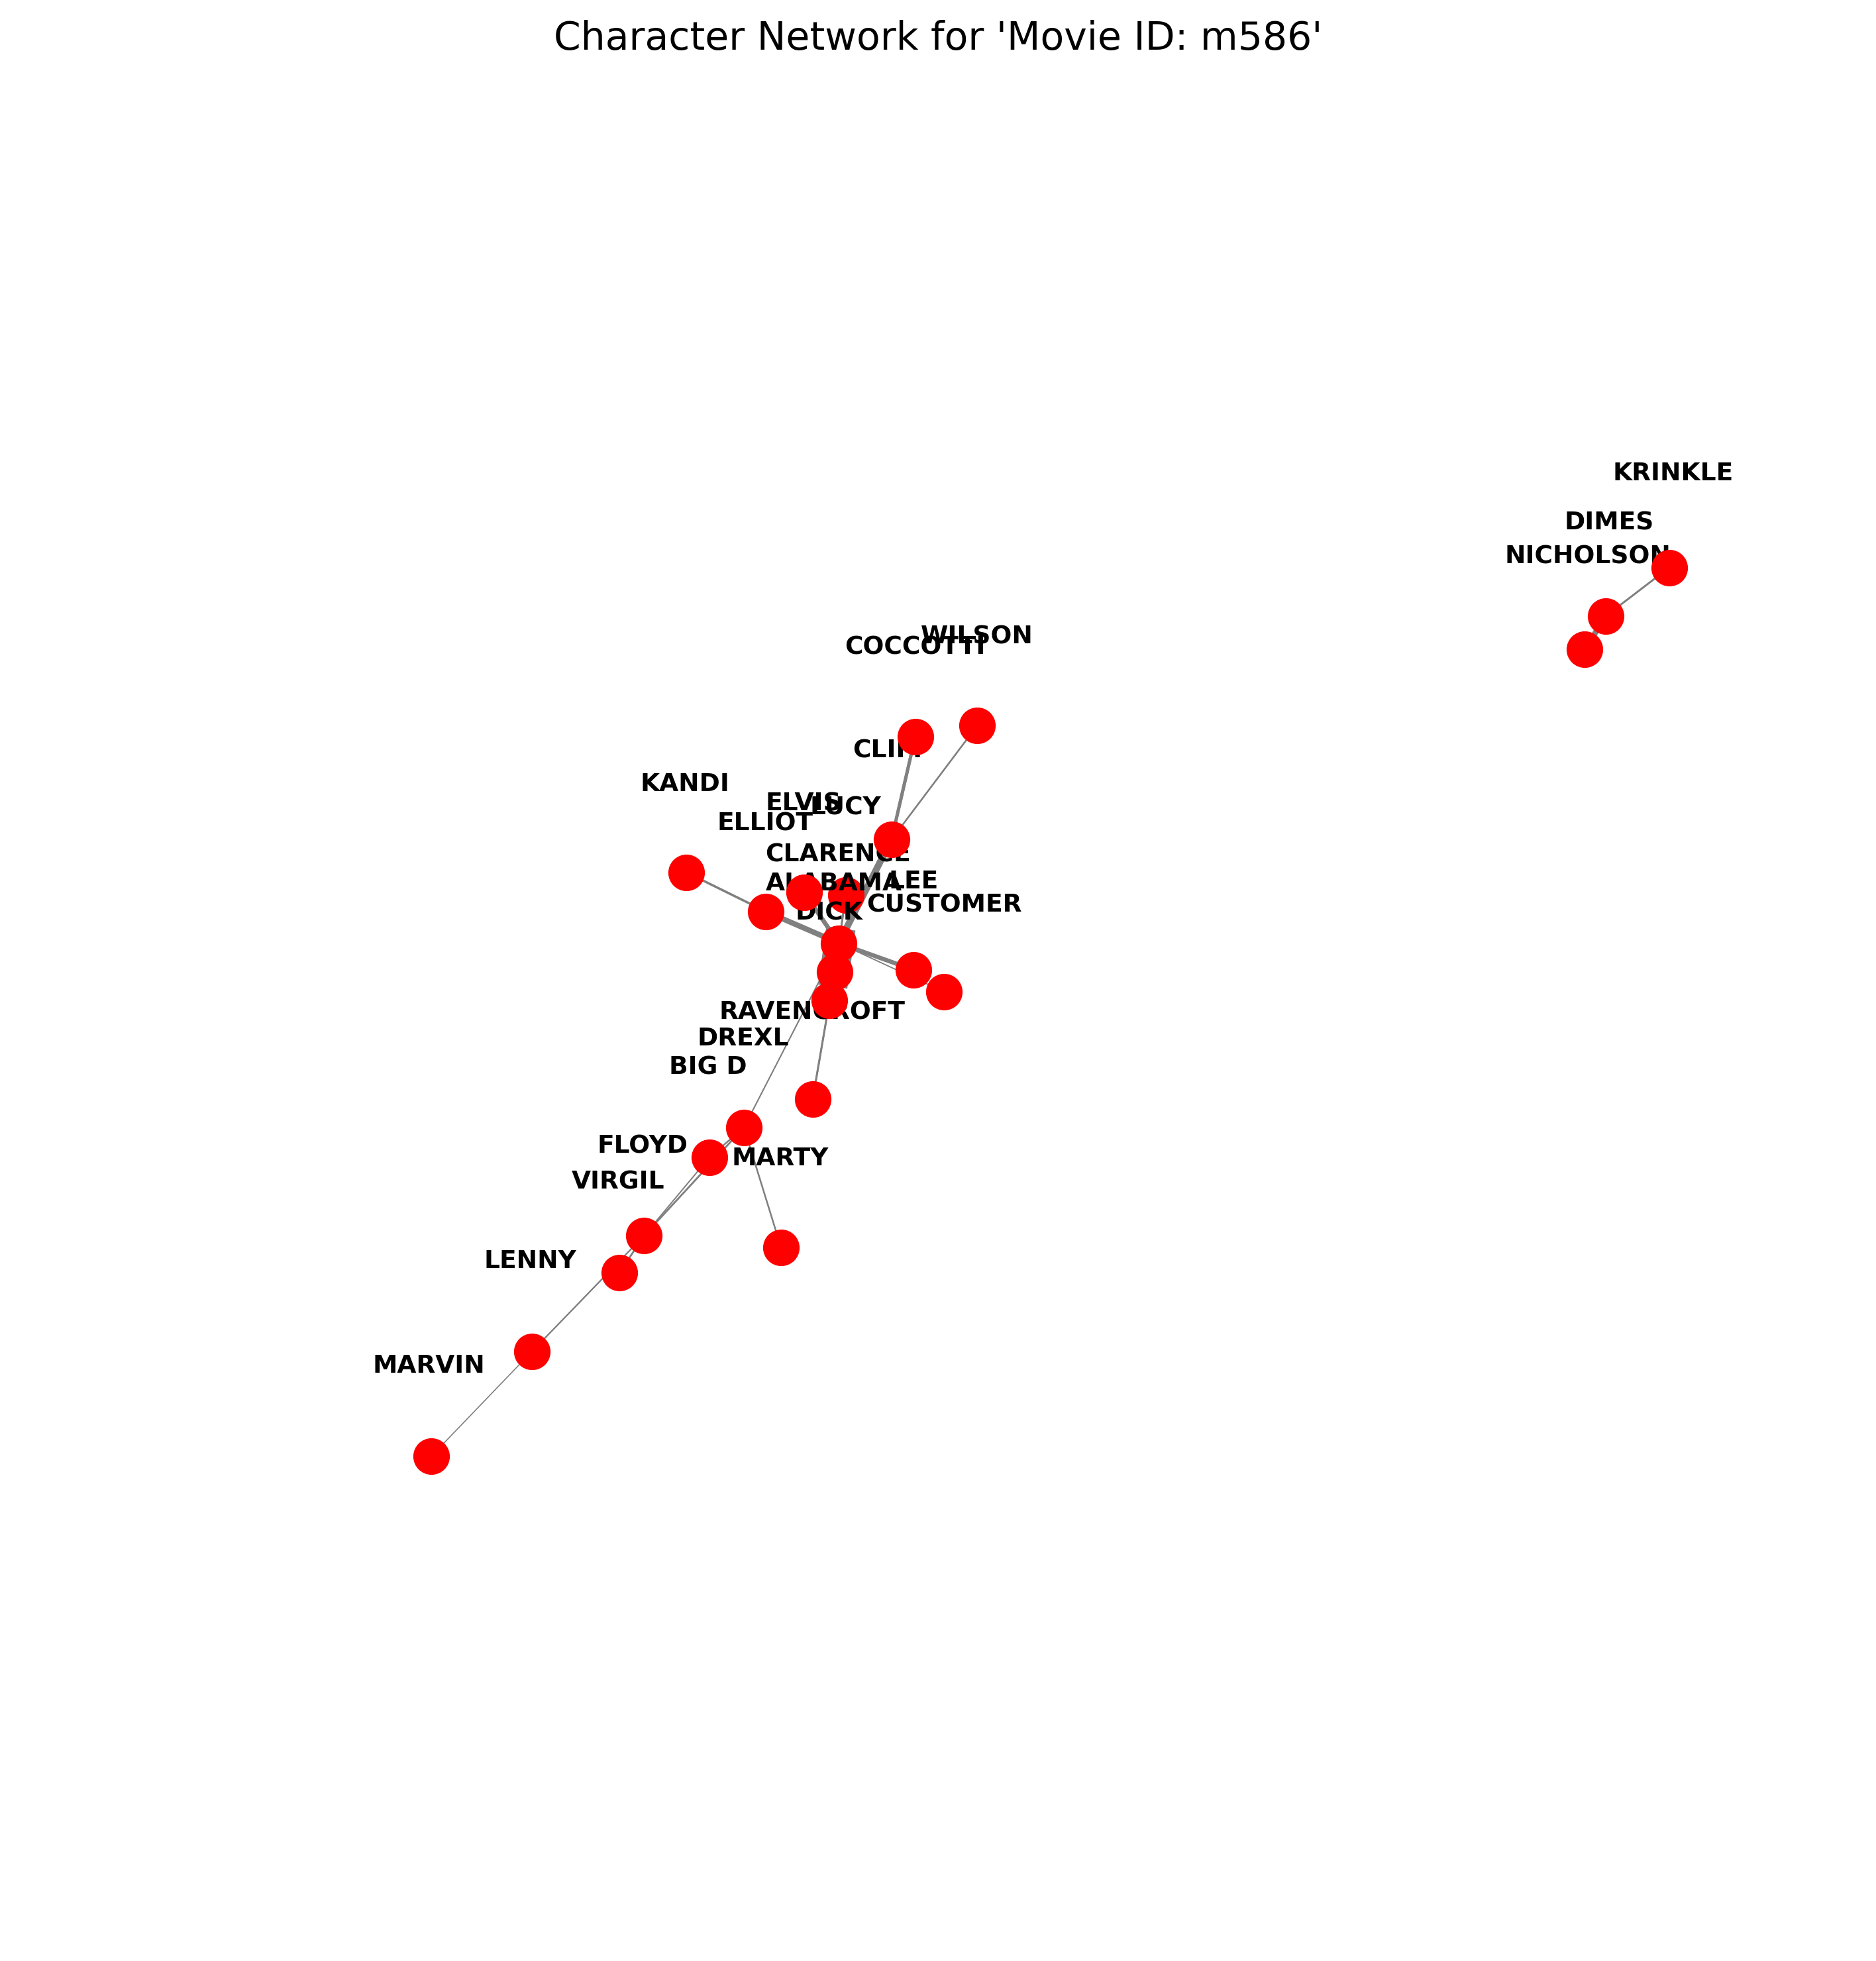 Character Network for 'Movie ID: m586'
KRINKLE
DIMES
NICHOLSON
WILSON
COCCOTTI
CLIFF
KANDI
ELVIS
LUCY
ELLIOT
CLARENCE
ALABAMA
LEE
CUSTOMER
DICK
RAVENCROFT
DREXL
BIG D
FLOYD
MARTY
VIRGIL
LENNY
MARVIN